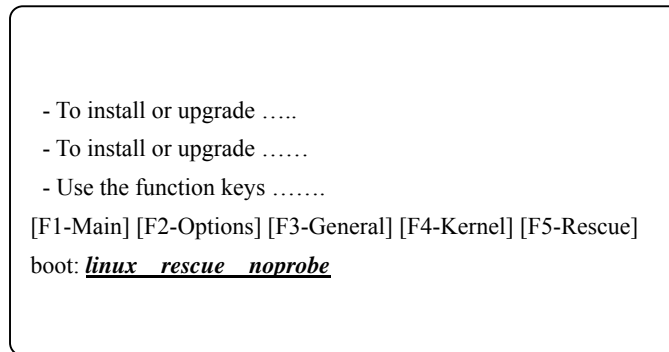 - To install or upgrade …..
- To install or upgrade ……
- Use the function keys …….
[F1-Main] [F2-Options] [F3-General] [F4-Kernel] [F5-Rescue]
boot: linux rescue noprobe